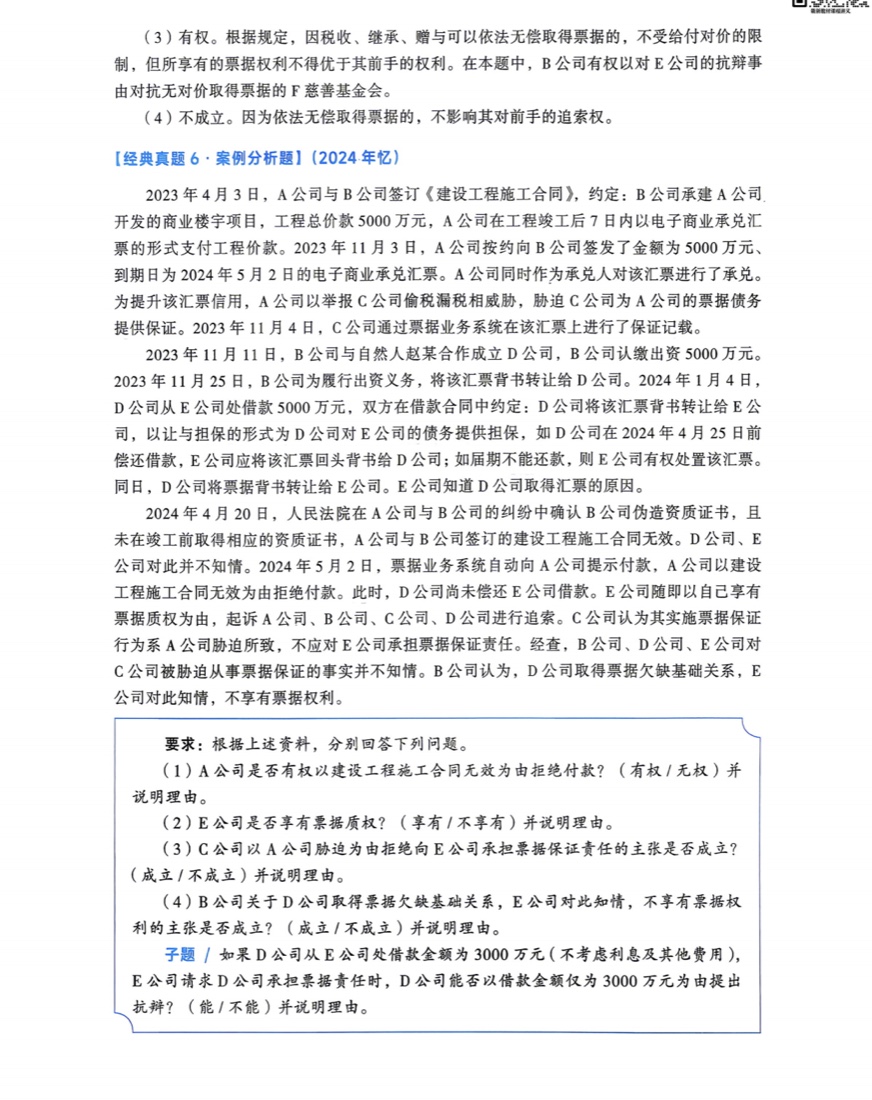 （3）有权。根据规定，因税收、继承、赠与可以依法无偿取得票据的，不受给付对价的限
制，但所享有的票据权利不得优于其前手的权利。在本题中，B 公司有权以对 E 公司的抗辩事
由对抗无对价取得票据的 F 慈善基金会。
（4）不成立。因为依法无偿取得票据的，不影响其对前手的追索权。
【经典真题 6 · 案例分析题】（2024 年忆）
2023 年 4 月 3 日，A 公司与 B 公司签订《建设工程施工合同》，约定：B 公司承建 A 公司
开发的商业楼宇项目，工程总价款 5000 万元，A 公司在工程竣工后 7 日内以电子商业承兑汇
票的形式支付工程价款。2023 年 11 月 3 日，A 公司按约向 B 公司签发了金额为 5000 万元、
到期日为 2024 年 5 月 2 日的电子商业承兑汇票。A 公司同时作为承兑人对该汇票进行了承兑。
为提升该汇票信用，A 公司以举报 C 公司偷税漏税相威胁，胁迫 C 公司为 A 公司的票据债务
提供保证。2023 年 11 月 4 日，C 公司通过票据业务系统在该汇票上进行了保证记载。
2023 年 11 月 11 日，B 公司与自然人赵某合作成立 D 公司，B 公司认缴出资 5000 万元。
2023 年 11 月 25 日，B 公司为履行出资义务，将该汇票背书转让给 D 公司。2024 年 1 月 4 日，
D 公司从 E 公司处借款 5000 万元，双方在借款合同中约定：D 公司将该汇票背书转让给 E 公
司，以让与担保的形式为 D 公司对 E 公司的债务提供担保，如 D 公司在 2024 年 4 月 25 日前
偿还借款，E 公司应将该汇票回头背书给 D 公司；如届期不能还款，则 E 公司有权处置该汇票。
同日，D 公司将票据背书转让给 E 公司。E 公司知道 D 公司取得汇票的原因。
2024 年 4 月 20 日，人民法院在 A 公司与 B 公司的纠纷中确认 B 公司伪造资质证书，且
未在竣工前取得相应的资质证书，A 公司与 B 公司签订的建设工程施工合同无效。D 公司、E
公司对此并不知情。2024 年 5 月 2 日，票据业务系统自动向 A 公司提示付款，A 公司以建设
工程施工合同无效为由拒绝付款。此时，D 公司尚未偿还 E 公司借款。E 公司随即以自己享有
票据质权为由，起诉 A 公司、B 公司、C 公司、D 公司进行追索。C 公司认为其实施票据保证
行为系 A 公司胁迫所致，不应对 E 公司承担票据保证责任。经查，B 公司、D 公司、E 公司对
C 公司被胁迫从事票据保证的事实并不知情。B 公司认为，D 公司取得票据欠缺基础关系，E
公司对此知情，不享有票据权利。
要求：根据上述资料，分别回答下列问题。
（1）A 公司是否有权以建设工程施工合同无效为由拒绝付款？（有权 / 无权）并
说明理由。
（2）E 公司是否享有票据质权？（享有 / 不享有）并说明理由。
（3）C 公司以 A 公司胁迫为由拒绝向 E 公司承担票据保证责任的主张是否成立？
（成立 / 不成立）并说明理由。
（4）B 公司关于 D 公司取得票据欠缺基础关系，E 公司对此知情，不享有票据权
利的主张是否成立？（成立 / 不成立）并说明理由。
子题 / 如果 D 公司从 E 公司处借款金额为 3000 万元（不考虑利息及其他费用），
E 公司请求 D 公司承担票据责任时，D 公司能否以借款金额仅为 3000 万元为由提出
抗辩？（能 / 不能）并说明理由。